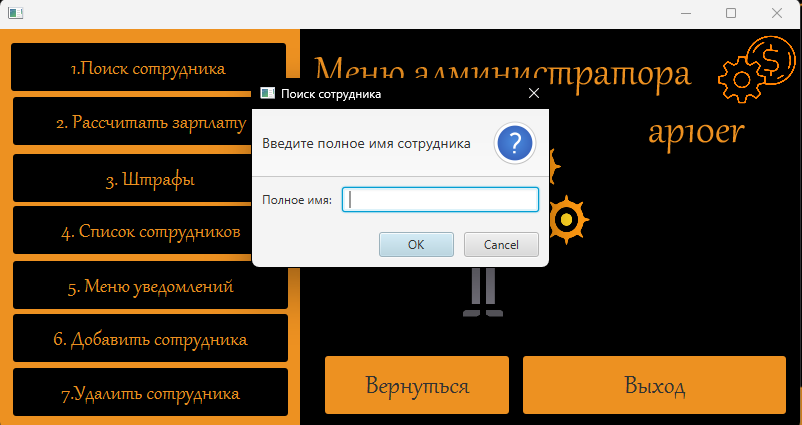 1.Поиск сотрудника
2. Рассчитать зарплату
3. Штрафы
4. Список сотрудников
5. Меню уведомлений
6. Добавить сотрудника
7.Удалить сотрудника
Меню администратора
ap1oer
Поиск сотрудника
Введите полное имя сотрудника
?
Полное имя:
OK
Cancel
Вернуться
Выход